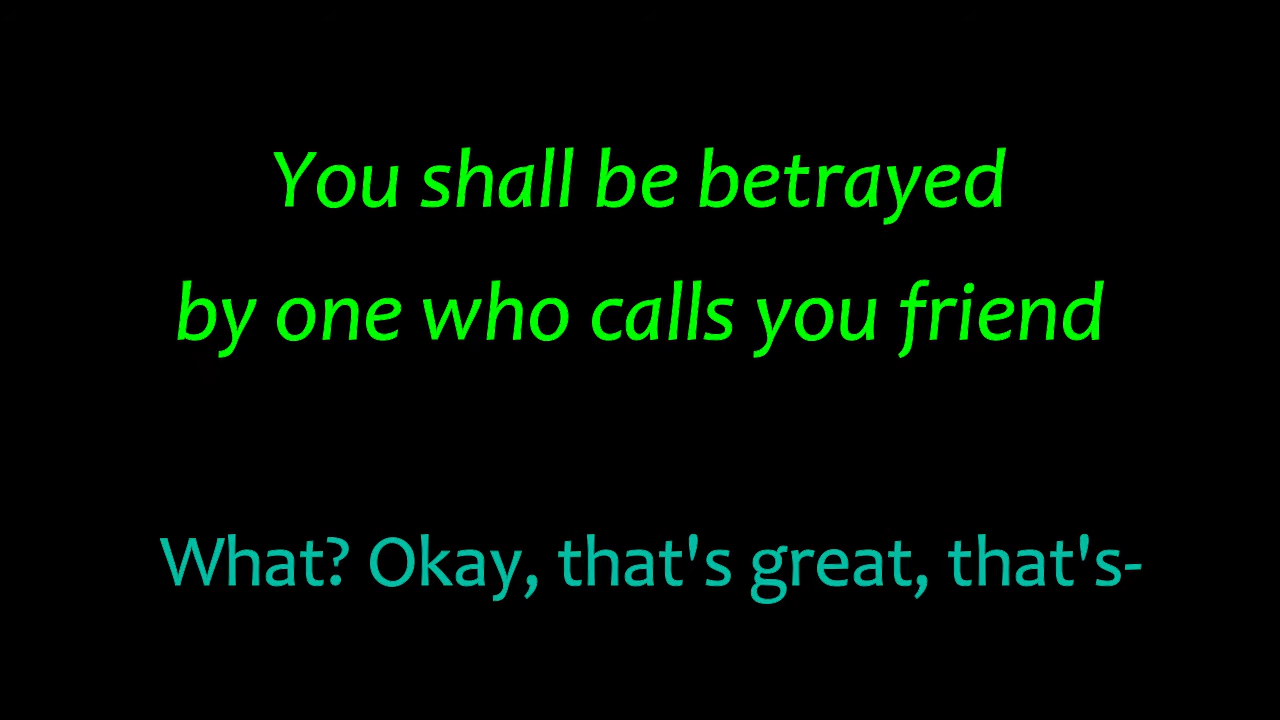 You shall be betrayed
by one who calls you friend
What? Okay, that's great, that's-